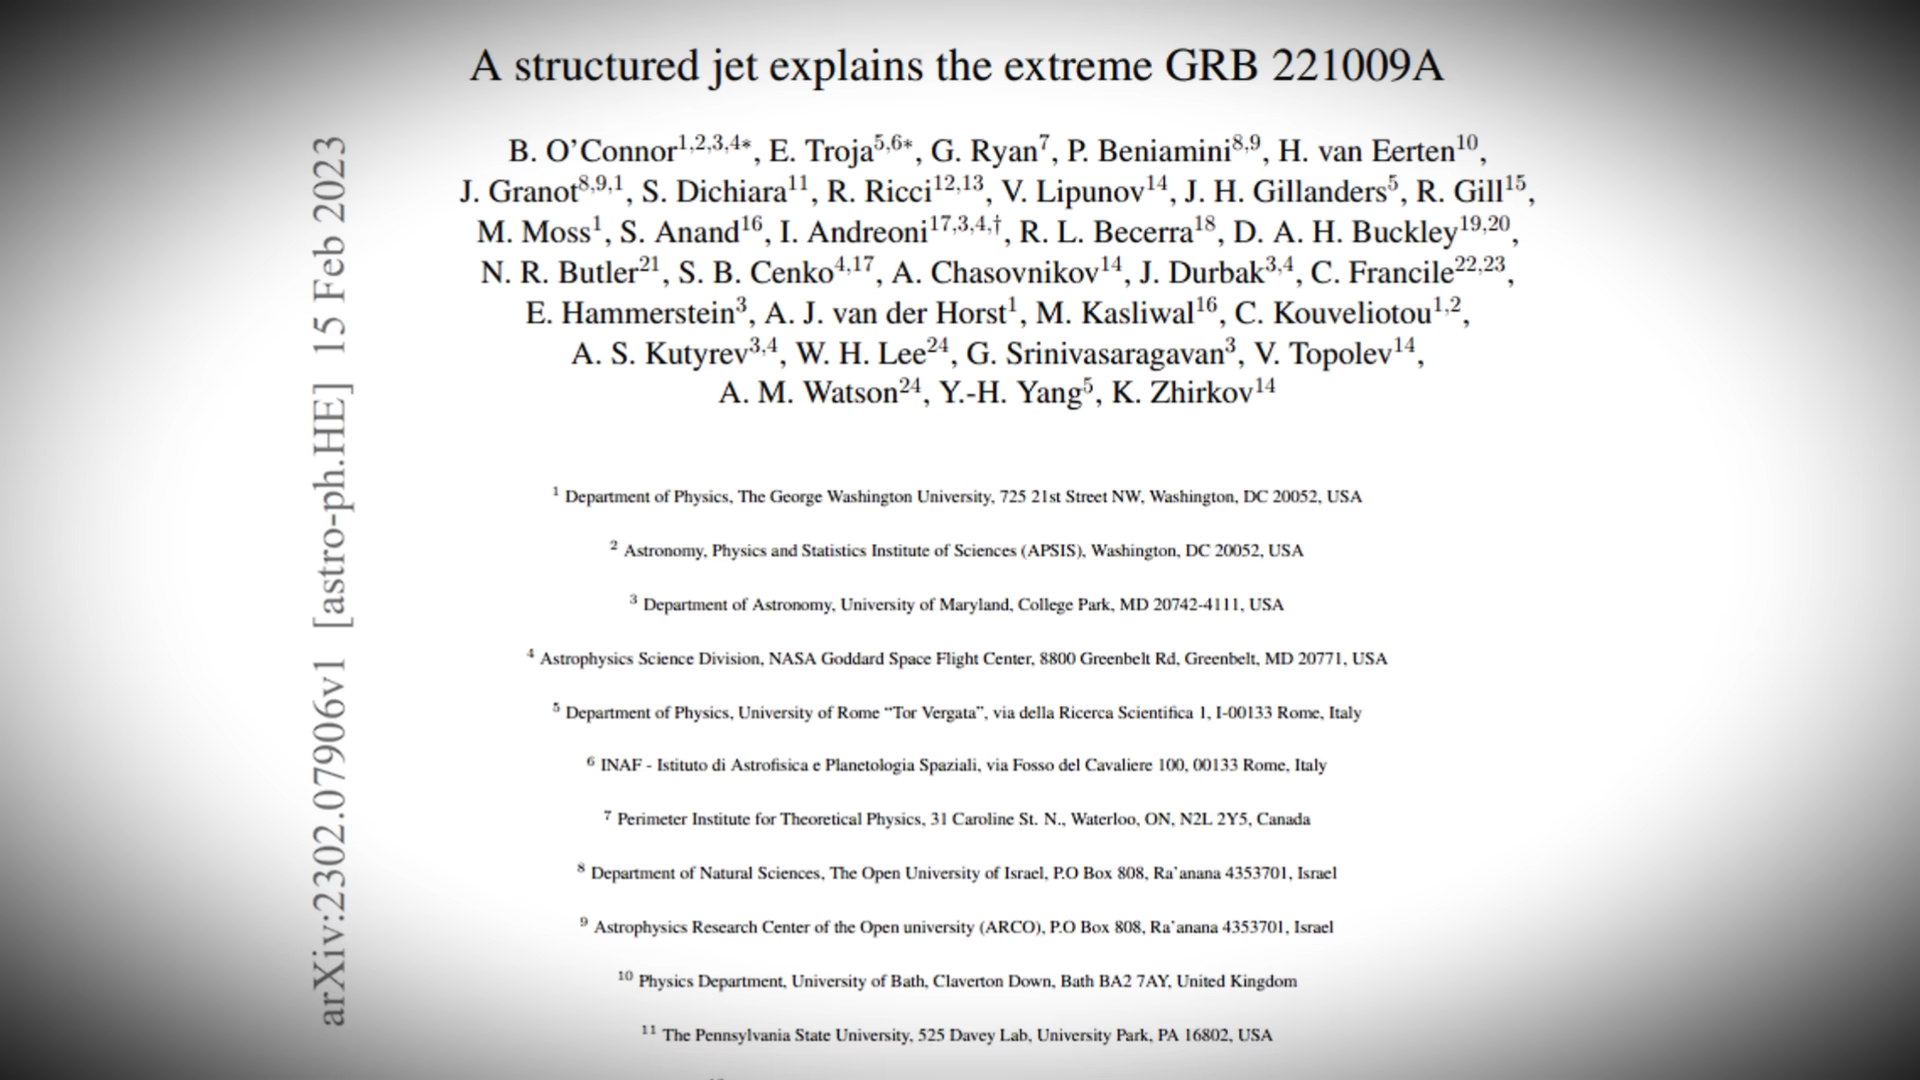 A structured jet explains the extreme GRB 221009A
B. O'Connor1,2,3,4*, E. Troja5,6*, G. Ryan7, P. Beniamini8,9, H. van Eerten10,
J. Granot8,9,1, S. Dichiara11, R. Ricci12,13, V. Lipunov14, J. H. Gillanders5, R. Gill15,
M. Moss1, S. Anand16, I. Andreoni17,3,4,†, R. L. Becerra18, D. A. H. Buckley19,20,
N. R. Butler21, S. B. Cenko4,17, A. Chasovnikov14, J. Durbak3,4, C. Francile22,23,
E. Hammerstein3, A. J. van der Horst1, M. Kasliwal16, C. Kouveliotou1,2,
A. S. Kutyrev3,4, W. H. Lee24, G. Srinivasaragavan3, V. Topolev14,
A. M. Watson24, Y.-H. Yang5, K. Zhirkov14
1 Department of Physics, The George Washington University, 725 21st Street NW, Washington, DC 20052, USA
2 Astronomy, Physics and Statistics Institute of Sciences (APSIS), Washington, DC 20052, USA
3 Department of Astronomy, University of Maryland, College Park, MD 20742-4111, USA
4 Astrophysics Science Division, NASA Goddard Space Flight Center, 8800 Greenbelt Rd, Greenbelt, MD 20771, USA
5 Department of Physics, University of Rome “Tor Vergata”, via della Ricerca Scientifica 1, I-00133 Rome, Italy
6 INAF - Istituto di Astrofisica e Planetologia Spaziali, via Fosso del Cavaliere 100, 00133 Rome, Italy
7 Perimeter Institute for Theoretical Physics, 31 Caroline St. N., Waterloo, ON, N2L 2Y5, Canada
8 Department of Natural Sciences, The Open University of Israel, P.O Box 808, Ra'anana 4353701, Israel
9 Astrophysics Research Center of the Open university (ARCO), P.O Box 808, Ra'anana 4353701, Israel
10 Physics Department, University of Bath, Claverton Down, Bath BA2 7AY, United Kingdom
11 The Pennsylvania State University, 525 Davey Lab, University Park, PA 16802, USA
arXiv:2302.07906v1 [astro-ph.HE] 15 Feb 2023